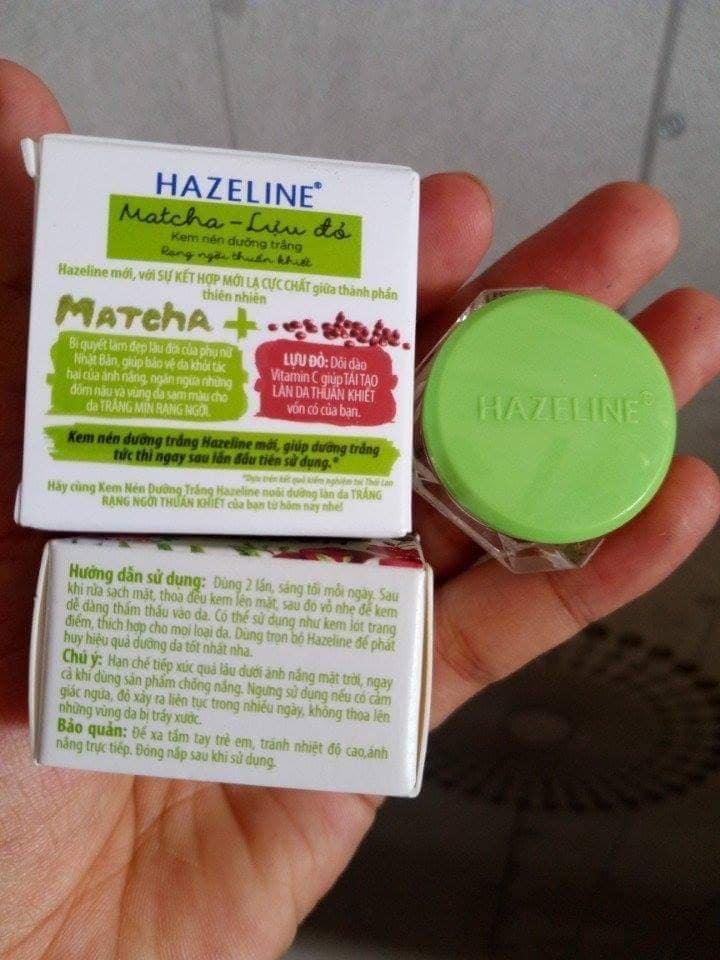 HAZELINE®
Matcha - Lựu đỏ
Kem nén dưỡng trắng
Rạng ngời thuần khiết
Hazeline mới, với SỰ KẾT HỢP MỚI LẠ CỰC CHẤT giữa thành phần
thiên nhiên
MATCHA +
Bí quyết làm đẹp lâu đời của phụ nữ
Nhật Bản, giúp bảo vệ da khỏi tác
hại của ánh nắng, ngăn ngừa những
đốm nâu và vùng da sạm màu cho
da TRẮNG MỊN RẠNG NGỜI.
LỰU ĐỎ: Dồi dào
Vitamin C giúp TÁI TẠO
LÀN DA THUẦN KHIẾT
vốn có của bạn.
Kem nén dưỡng trắng Hazeline mới, giúp dưỡng trắng
tức thì ngay sau lần đầu tiên sử dụng.*
*Dựa trên kết quả kiểm nghiệm tại Thái Lan
Hãy cùng Kem Nén Dưỡng Trắng Hazeline nuôi dưỡng làn da TRẮNG
RẠNG NGỜI THUẦN KHIẾT của bạn từ hôm nay nhé!
HAZELINE®
Hướng dẫn sử dụng: Dùng 2 lần, sáng tối mỗi ngày. Sau
khi rửa sạch mặt, thoa đều kem lên mặt, sau đó vỗ nhẹ để kem
dễ dàng thẩm thấu vào da. Có thể sử dụng như kem lót trang
điểm, thích hợp cho mọi loại da. Dùng trọn bộ Hazeline để phát
huy hiệu quả dưỡng da tốt nhất nha.
Chú ý: Hạn chế tiếp xúc quá lâu dưới ánh nắng mặt trời, ngay
cả khi dùng sản phẩm chống nắng. Ngưng sử dụng nếu có cảm
giác ngứa, đỏ xảy ra liên tục trong nhiều ngày, không thoa lên
những vùng da bị trầy xước.
Bảo quản: Để xa tầm tay trẻ em, tránh nhiệt độ cao,ánh
nắng trực tiếp. Đóng nắp sau khi sử dụng.